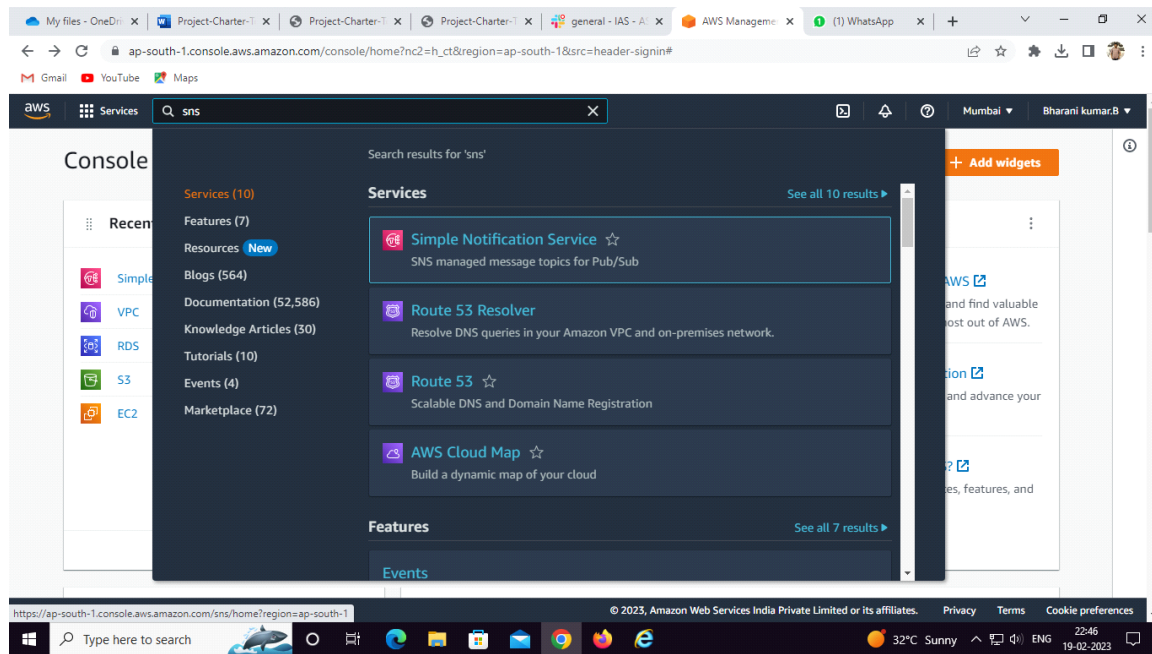 My files - OneDri
Project-Charter-T
Project-Charter-T
Project-Charter-T
general - IAS - A
AWS Manageme
(1) WhatsApp
ap-south-1.console.aws.amazon.com/console/home?nc2=h_ct&region=ap-south-1&src=header-signin#
Gmail YouTube Maps
aws Services sns Mumbai Bharani kumar.B
Console
Search results for 'sns'
+ Add widgets
Services (10)
Features (7)
Resources New
Blogs (564)
Documentation (52,586)
Knowledge Articles (30)
Tutorials (10)
Events (4)
Marketplace (72)
Services See all 10 results
Simple Notification Service
SNS managed message topics for Pub/Sub
Route 53 Resolver
Resolve DNS queries in your Amazon VPC and on-premises network.
Route 53
Scalable DNS and Domain Name Registration
AWS Cloud Map
Build a dynamic map of your cloud
Features See all 7 results
Events
Recen
Simple
VPC
RDS
S3
EC2
AWS
and find valuable
ost out of AWS.
tion
and advance your
S?
es, features, and
https://ap-south-1.console.aws.amazon.com/sns/home?region=ap-south-1
© 2023, Amazon Web Services India Private Limited or its affiliates. Privacy Terms Cookie preferences
Type here to search
32°C Sunny ENG 22:46
19-02-2023